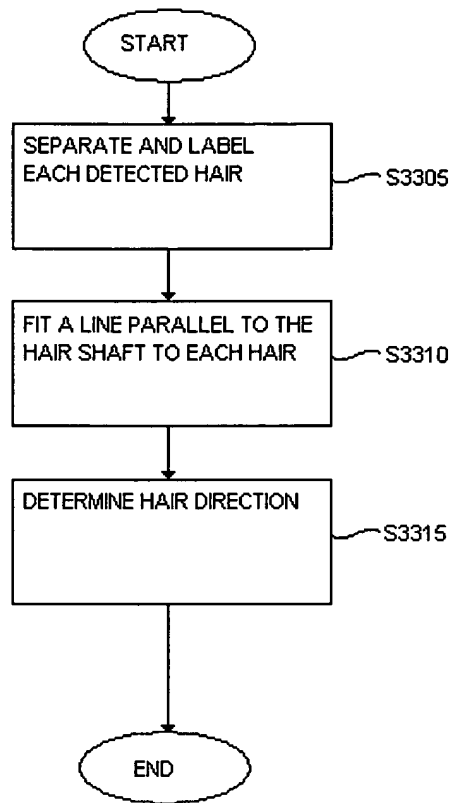 START
SEPARATE AND LABEL
EACH DETECTED HAIR
S3305
FIT A LINE PARALLEL TO THE
HAIR SHAFT TO EACH HAIR
S3310
DETERMINE HAIR DIRECTION
S3315
END